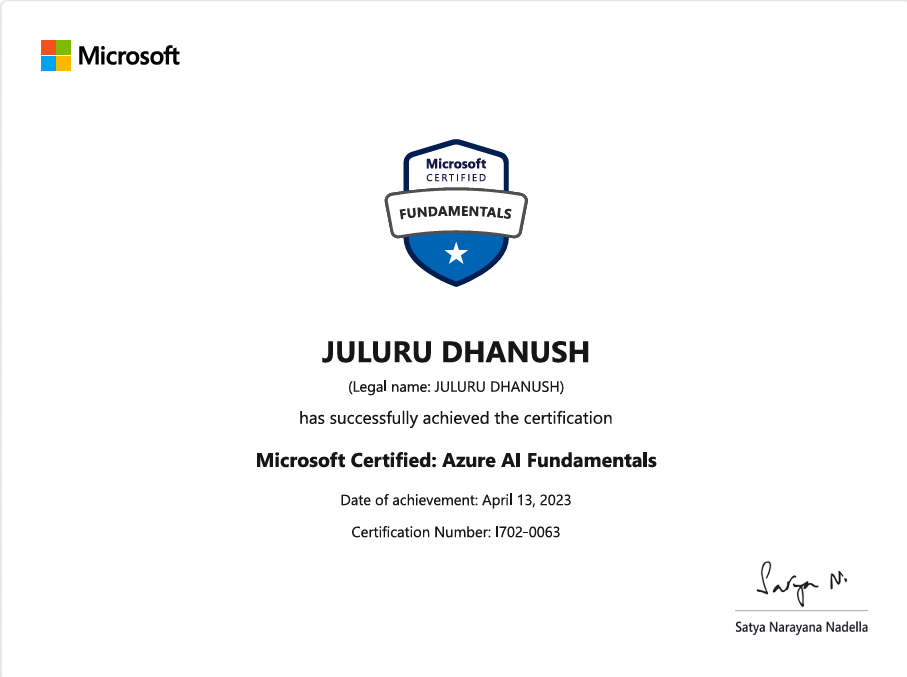 Microsoft
Microsoft
CERTIFIED
FUNDAMENTALS
JULURU DHANUSH
(Legal name: JULURU DHANUSH)
has successfully achieved the certification
Microsoft Certified: Azure AI Fundamentals
Date of achievement: April 13, 2023
Certification Number: I702-0063
Satya N.
Satya Narayana Nadella